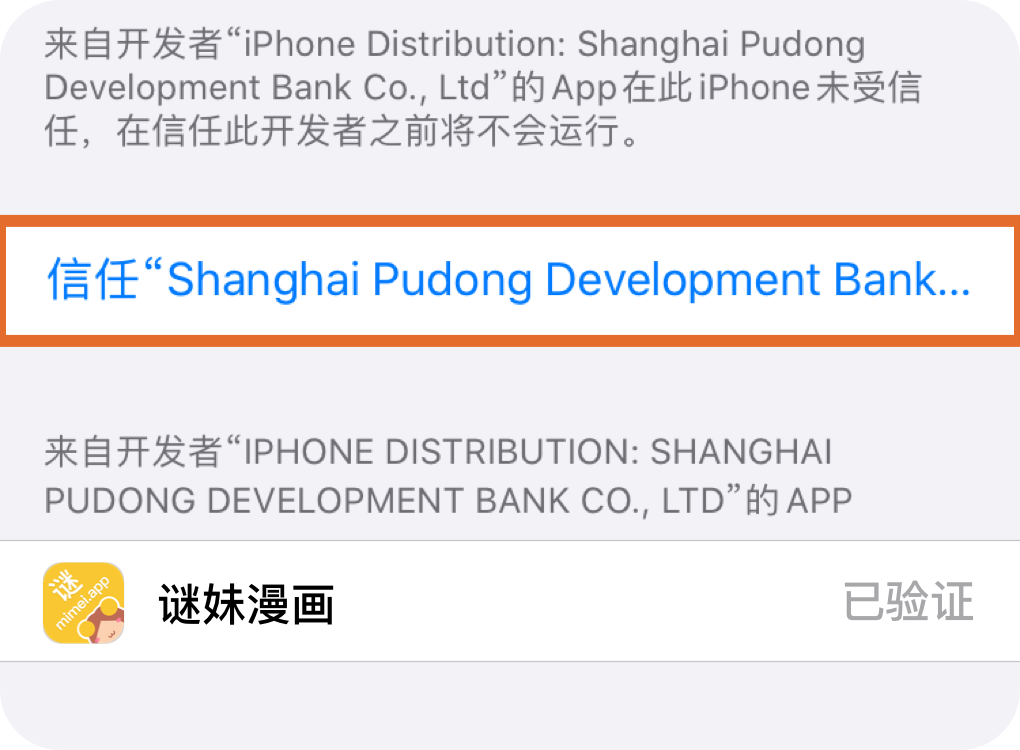 来自开发者“iPhone Distribution: Shanghai Pudong
Development Bank Co., Ltd”的 App 在此 iPhone 未受信
任，在信任此开发者之前将不会运行。
信任“Shanghai Pudong Development Bank...
来自开发者“IPHONE DISTRIBUTION: SHANGHAI
PUDONG DEVELOPMENT BANK CO., LTD”的 APP
谜
mimei.app
谜妹漫画
已验证